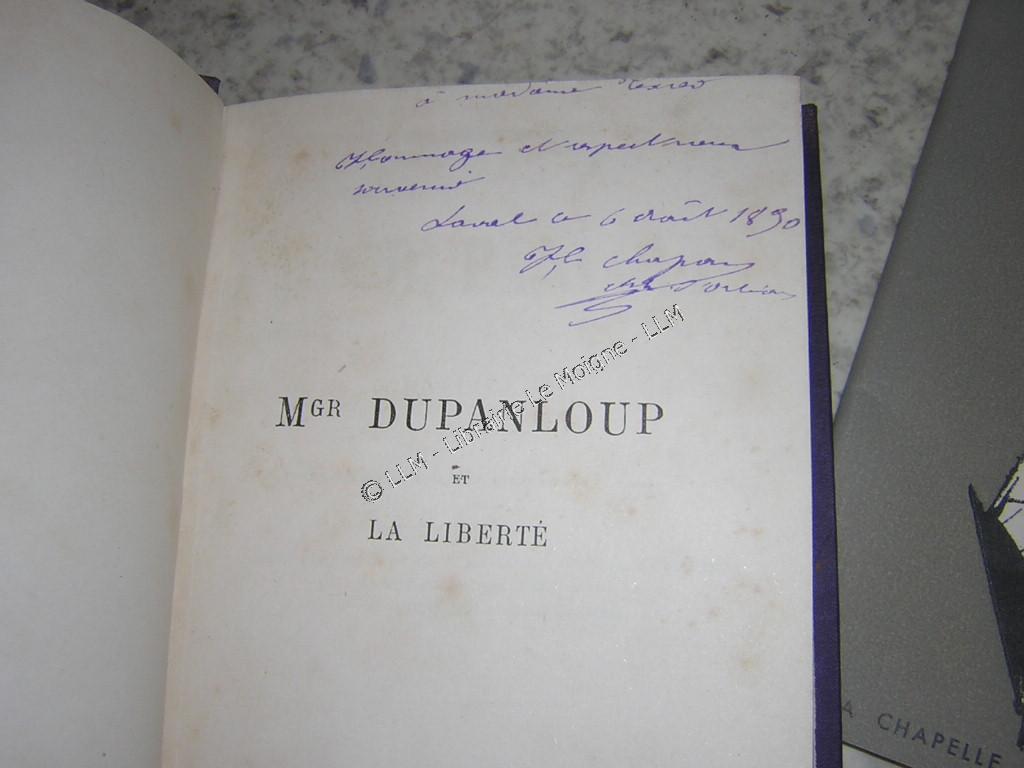 à madame
Hommage et respectueux
souvenir
Laval le 6 août 1890
H. Chapon
MGR DUPANLOUP
ET
LA LIBERTÉ
© LLM - Librairie Le Moigne - LLM
A CHAPELLE